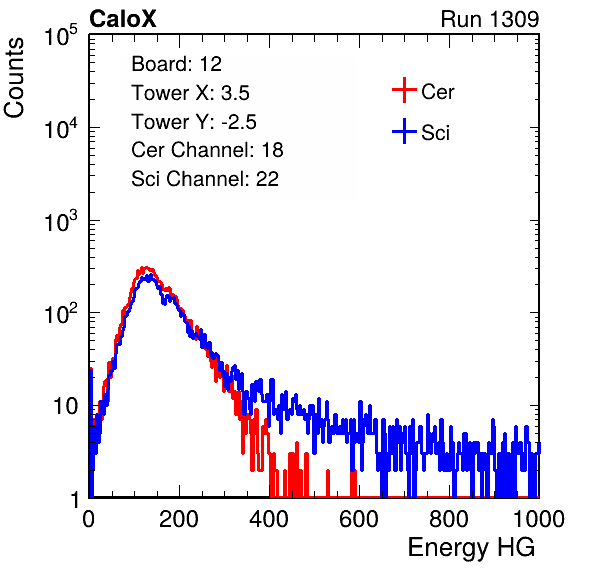 CaloX Run 1309
Counts
10^5
10^4
10^3
10^2
10
1
Board: 12
Tower X: 3.5
Tower Y: -2.5
Cer Channel: 18
Sci Channel: 22
Cer
Sci
0 200 400 600 800 1000
Energy HG